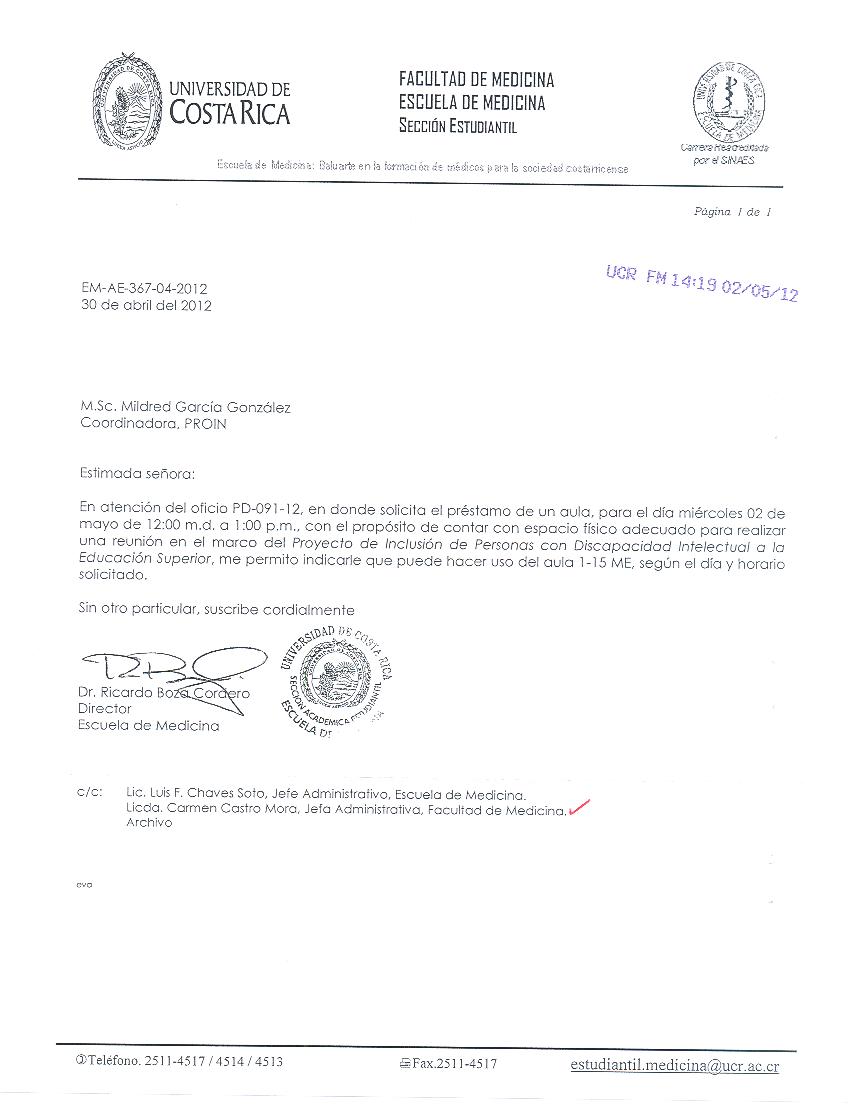 UNIVERSIDAD DE
COSTA RICA
FACULTAD DE MEDICINA
ESCUELA DE MEDICINA
SECCIÓN ESTUDIANTIL
Carrera Reacreditada
por el SINAES
Escuela de Medicina: Baluarte en la formación de médicos para la sociedad costarricense
Página 1 de 1
UCR FM 14:19 02/05/12
EM-AE-367-04-2012
30 de abril del 2012
M.Sc. Mildred García González
Coordinadora, PROIN
Estimada señora:
En atención del oficio PD-091-12, en donde solicita el préstamo de un aula, para el día miércoles 02 de
mayo de 12:00 m.d. a 1:00 p.m., con el propósito de contar con espacio físico adecuado para realizar
una reunión en el marco del Proyecto de Inclusión de Personas con Discapacidad Intelectual a la
Educación Superior, me permito indicarle que puede hacer uso del aula 1-15 ME, según el día y horario
solicitado.
Sin otro particular, suscribe cordialmente
UNIVERSIDAD DE COSTA RICA
SECCIÓN ACADEMICA ESTUDIANTIL
ESCUELA DE
Dr. Ricardo Boza Cordero
Director
Escuela de Medicina
c/c: Lic. Luis F. Chaves Soto, Jefe Administrativo, Escuela de Medicina.
Licda. Carmen Castro Mora, Jefa Administrativa, Facultad de Medicina.
Archivo
Teléfono. 2511-4517 / 4514 / 4513 Fax.2511-4517 estudiantil.medicina@ucr.ac.cr